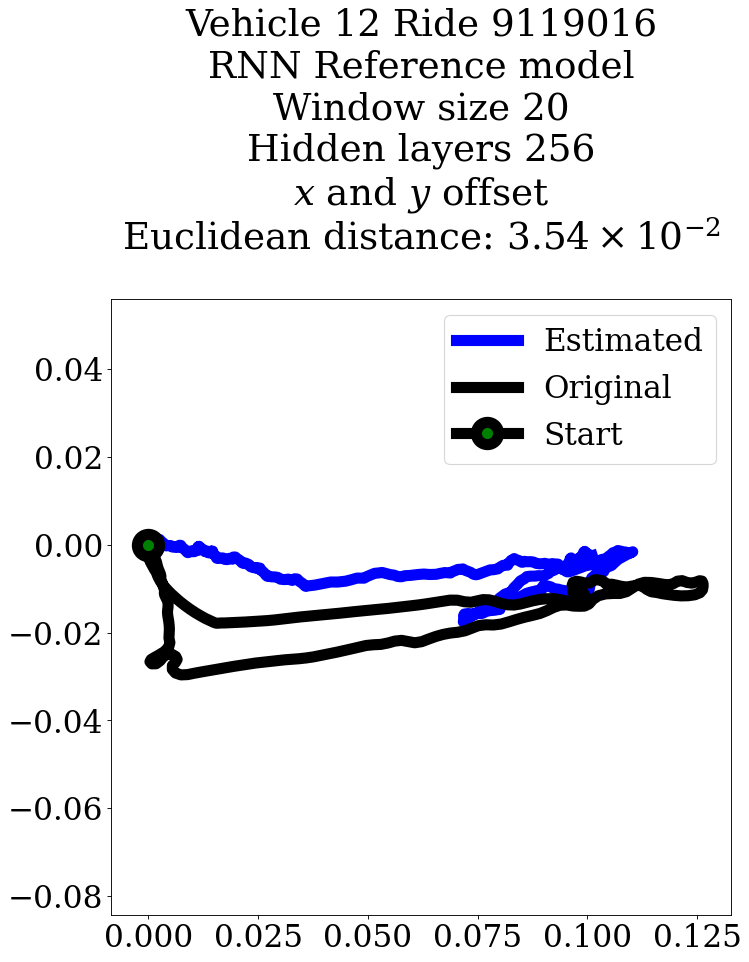 Vehicle 12 Ride 9119016
RNN Reference model
Window size 20
Hidden layers 256
x and y offset
Euclidean distance: 3.54 × 10⁻²
Estimated
Original
Start
0.04
0.02
0.00
−0.02
−0.04
−0.06
−0.08
0.000 0.025 0.050 0.075 0.100 0.125